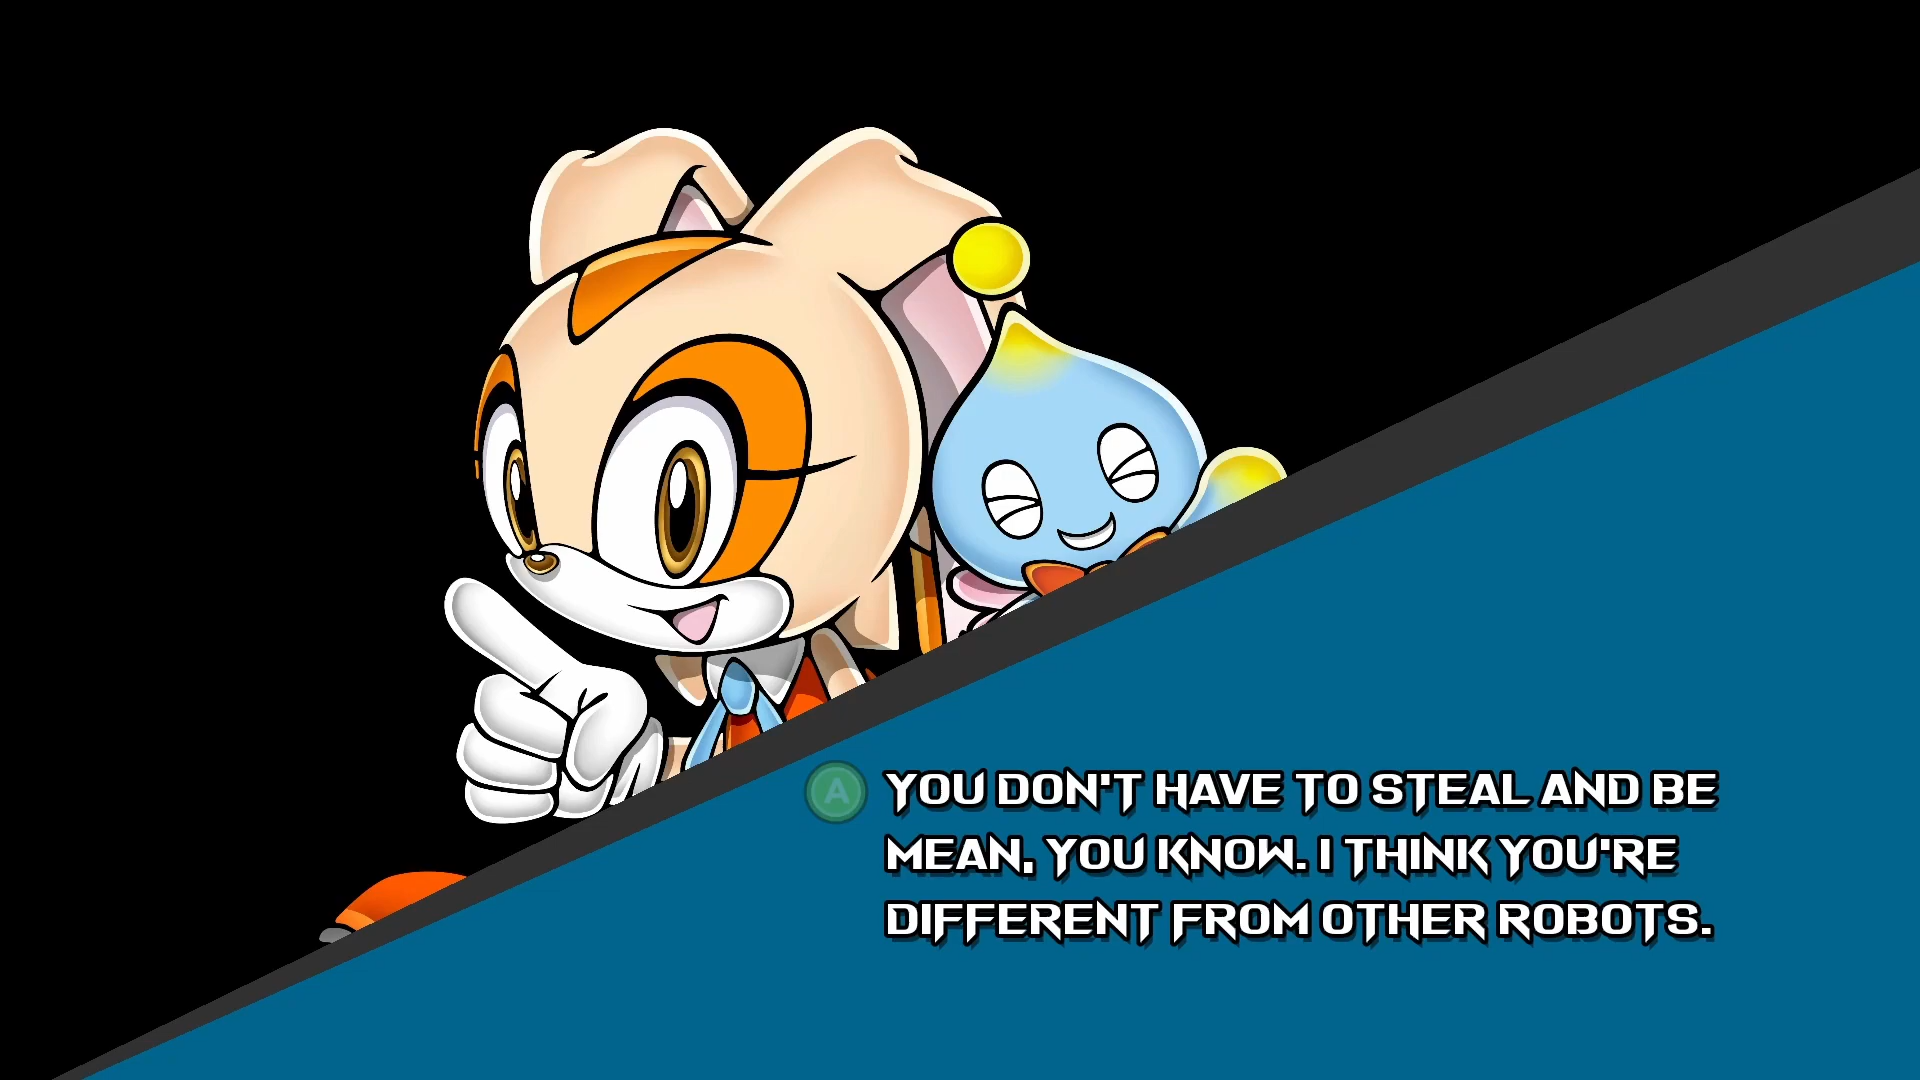 A
YOU DON'T HAVE TO STEAL AND BE
MEAN, YOU KNOW. I THINK YOU'RE
DIFFERENT FROM OTHER ROBOTS.